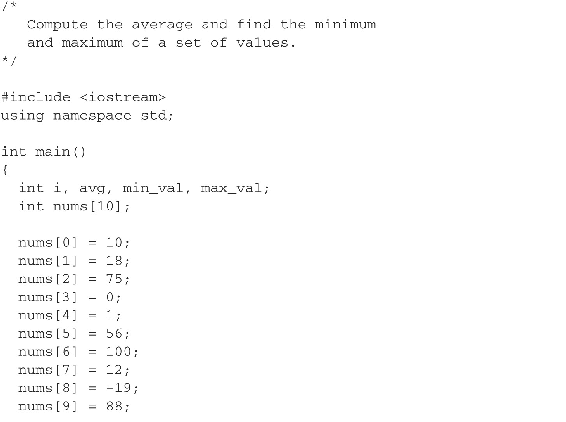 /*
   Compute the average and find the minimum
   and maximum of a set of values.
*/

#include <iostream>
using namespace std;

int main()
{
  int i, avg, min_val, max_val;
  int nums[10];

  nums[0] = 10;
  nums[1] = 18;
  nums[2] = 75;
  nums[3] = 0;
  nums[4] = 1;
  nums[5] = 56;
  nums[6] = 100;
  nums[7] = 12;
  nums[8] = -19;
  nums[9] = 88;